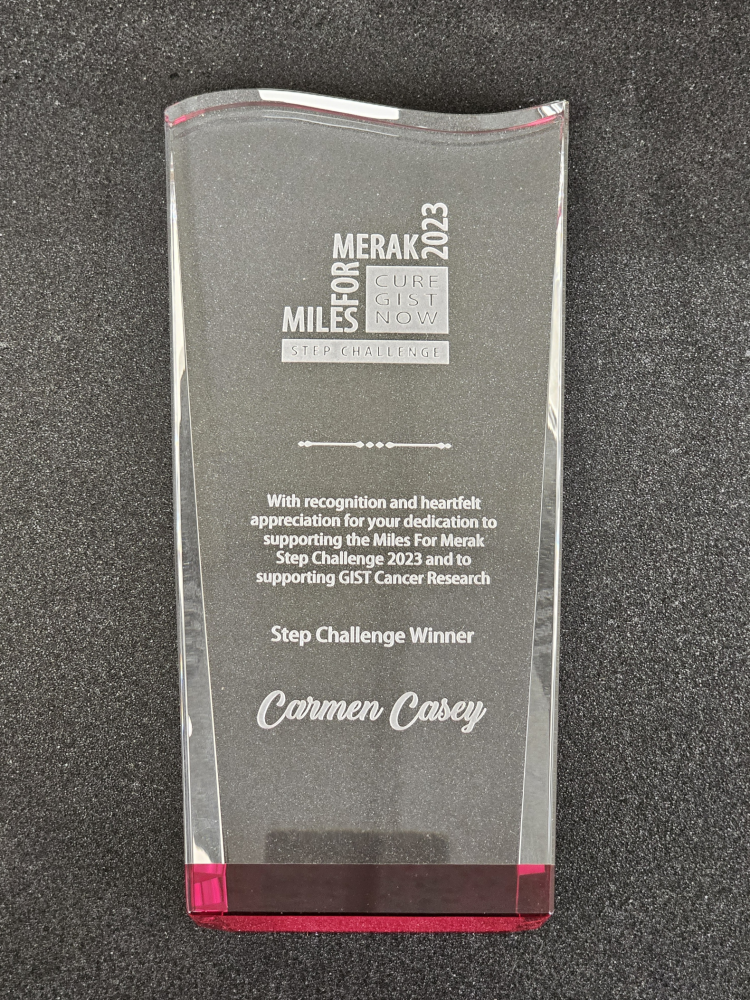 MILES FOR MERAK 2023
CURE
GIST
NOW
STEP CHALLENGE
With recognition and heartfelt
appreciation for your dedication to
supporting the Miles For Merak
Step Challenge 2023 and to
supporting GIST Cancer Research
Step Challenge Winner
Carmen Casey